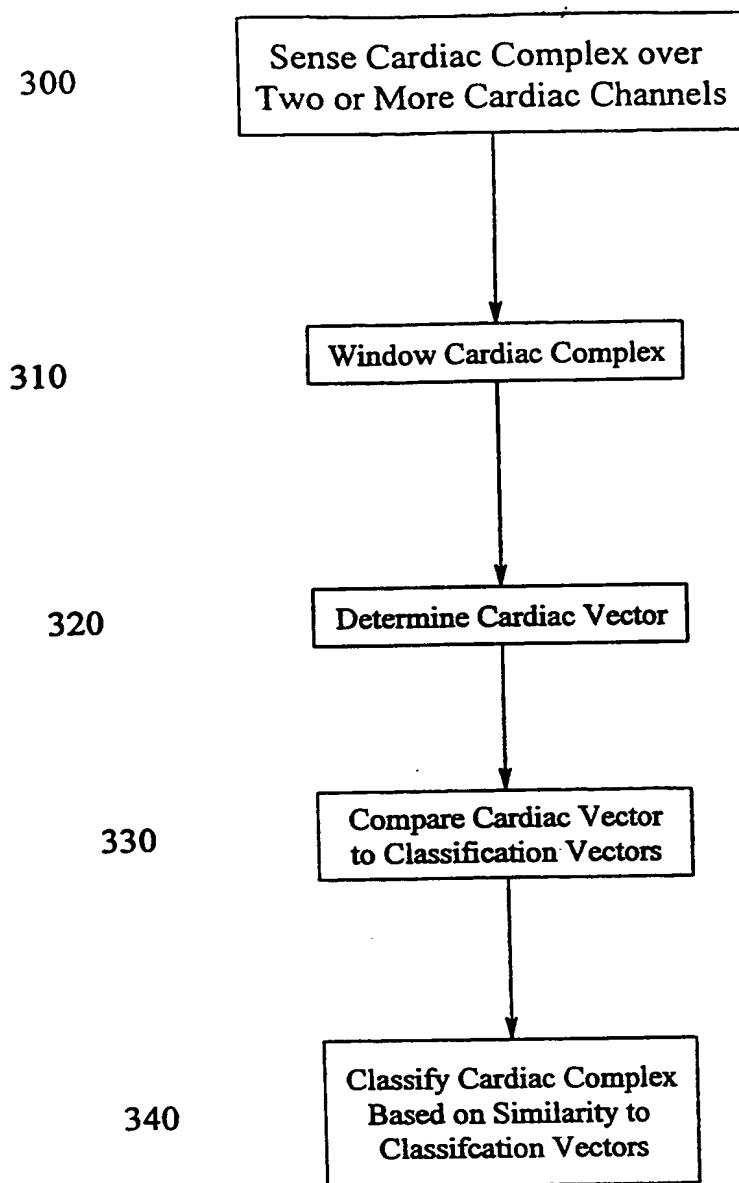 300
Sense Cardiac Complex over
Two or More Cardiac Channels
310
Window Cardiac Complex
320
Determine Cardiac Vector
330
Compare Cardiac Vector
to Classification Vectors
340
Classify Cardiac Complex
Based on Similarity to
Classifcation Vectors